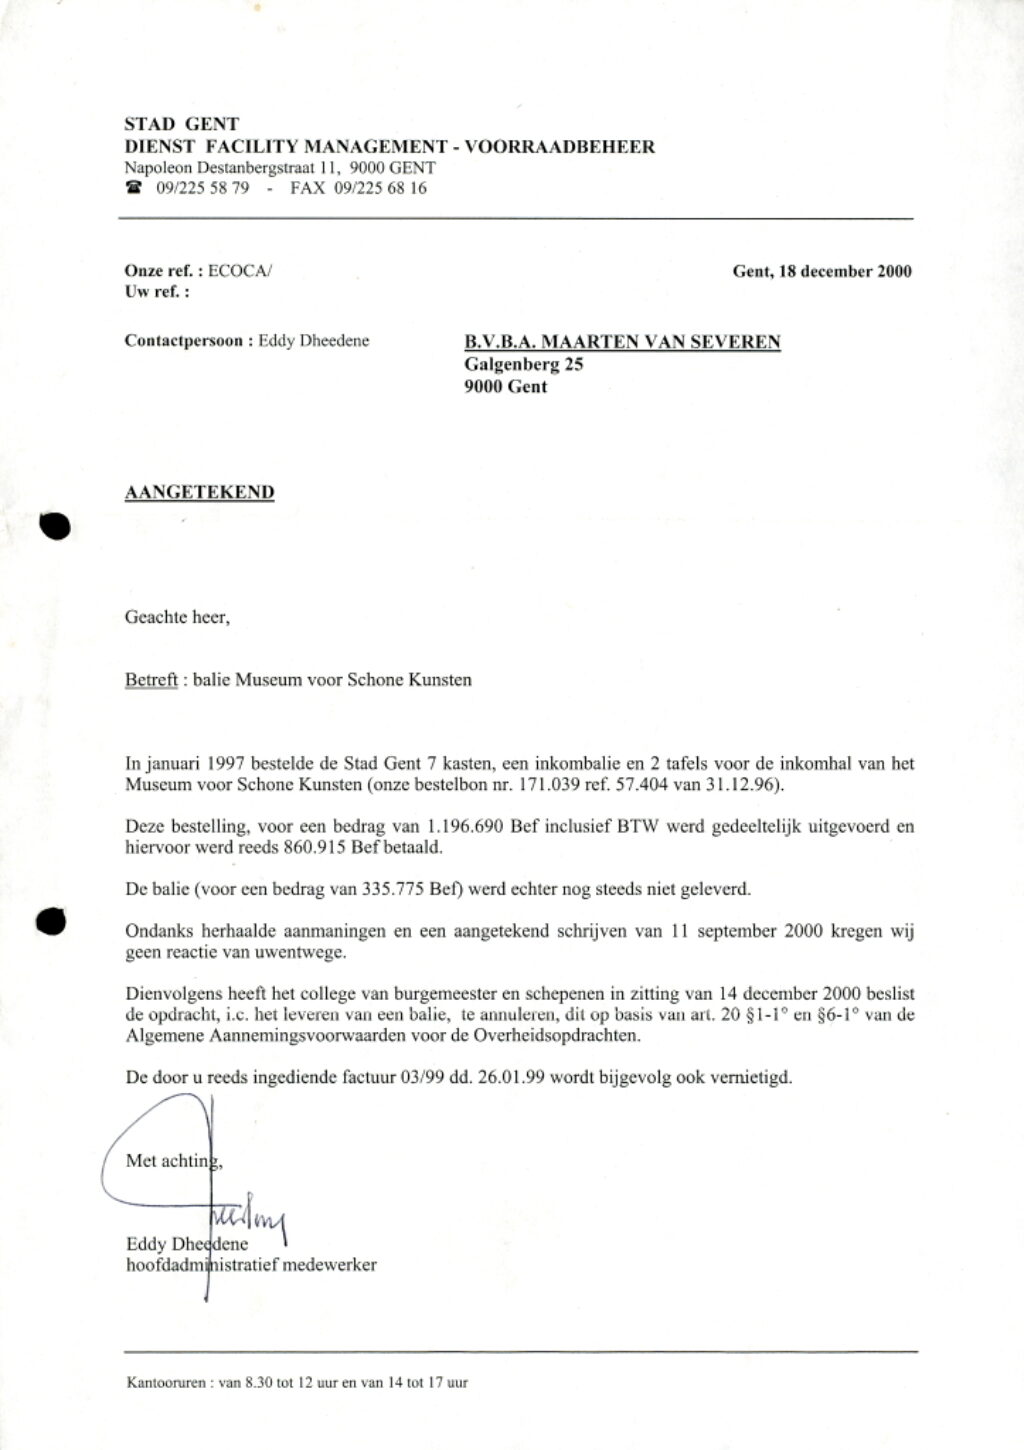 STAD GENT
DIENST FACILITY MANAGEMENT - VOORRAADBEHEER
Napoleon Destanbergstraat 11, 9000 GENT
☎ 09/225 58 79 - FAX 09/225 68 16
Onze ref. : ECOCA/
Gent, 18 december 2000
Uw ref. :
Contactpersoon : Eddy Dheedene
B.V.B.A. MAARTEN VAN SEVEREN
Galgenberg 25
9000 Gent
AANGETEKEND
Geachte heer,
Betreft : balie Museum voor Schone Kunsten
In januari 1997 bestelde de Stad Gent 7 kasten, een inkombalie en 2 tafels voor de inkomhal van het
Museum voor Schone Kunsten (onze bestelbon nr. 171.039 ref. 57.404 van 31.12.96).
Deze bestelling, voor een bedrag van 1.196.690 Bef inclusief BTW werd gedeeltelijk uitgevoerd en
hiervoor werd reeds 860.915 Bef betaald.
De balie (voor een bedrag van 335.775 Bef) werd echter nog steeds niet geleverd.
Ondanks herhaalde aanmaningen en een aangetekend schrijven van 11 september 2000 kregen wij
geen reactie van uwentwege.
Dienvolgens heeft het college van burgemeester en schepenen in zitting van 14 december 2000 beslist
de opdracht, i.c. het leveren van een balie, te annuleren, dit op basis van art. 20 §1-1° en §6-1° van de
Algemene Aannemingsvoorwaarden voor de Overheidsopdrachten.
De door u reeds ingediende factuur 03/99 dd. 26.01.99 wordt bijgevolg ook vernietigd.
Met achting,
Eddy Dheedene
hoofdadministratief medewerker
Kantooruren : van 8.30 tot 12 uur en van 14 tot 17 uur